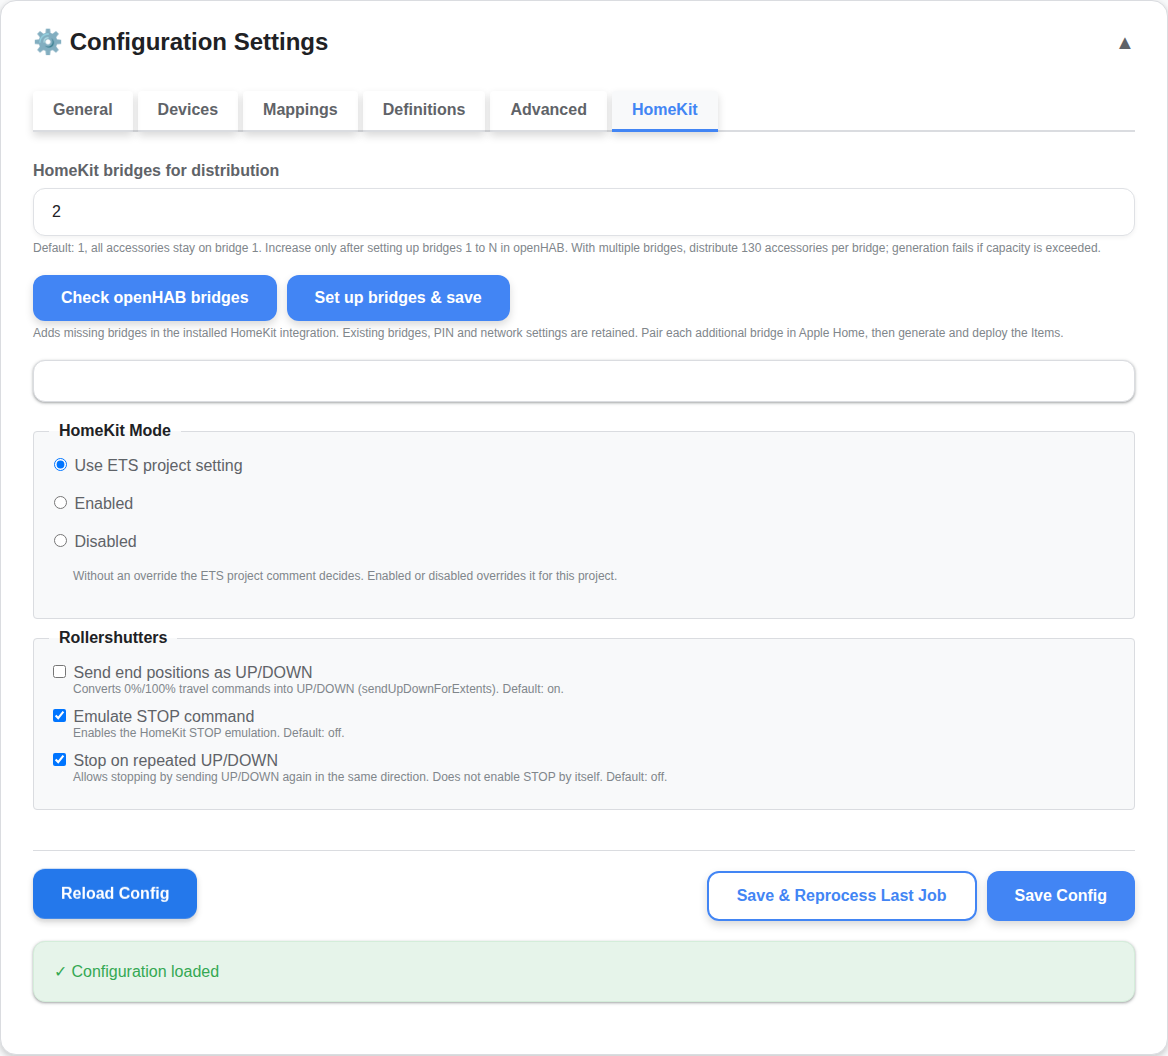 ⚙️ Configuration Settings ▲
General Devices Mappings Definitions Advanced HomeKit
HomeKit bridges for distribution
2
Default: 1, all accessories stay on bridge 1. Increase only after setting up bridges 1 to N in openHAB. With multiple bridges, distribute 130 accessories per bridge; generation fails if capacity is exceeded.
Check openHAB bridges Set up bridges & save
Adds missing bridges in the installed HomeKit integration. Existing bridges, PIN and network settings are retained. Pair each additional bridge in Apple Home, then generate and deploy the Items.
HomeKit Mode
Use ETS project setting
Enabled
Disabled
Without an override the ETS project comment decides. Enabled or disabled overrides it for this project.
Rollershutters
Send end positions as UP/DOWN
Converts 0%/100% travel commands into UP/DOWN (sendUpDownForExtents). Default: on.
Emulate STOP command
Enables the HomeKit STOP emulation. Default: off.
Stop on repeated UP/DOWN
Allows stopping by sending UP/DOWN again in the same direction. Does not enable STOP by itself. Default: off.
Reload Config Save & Reprocess Last Job Save Config
✓ Configuration loaded